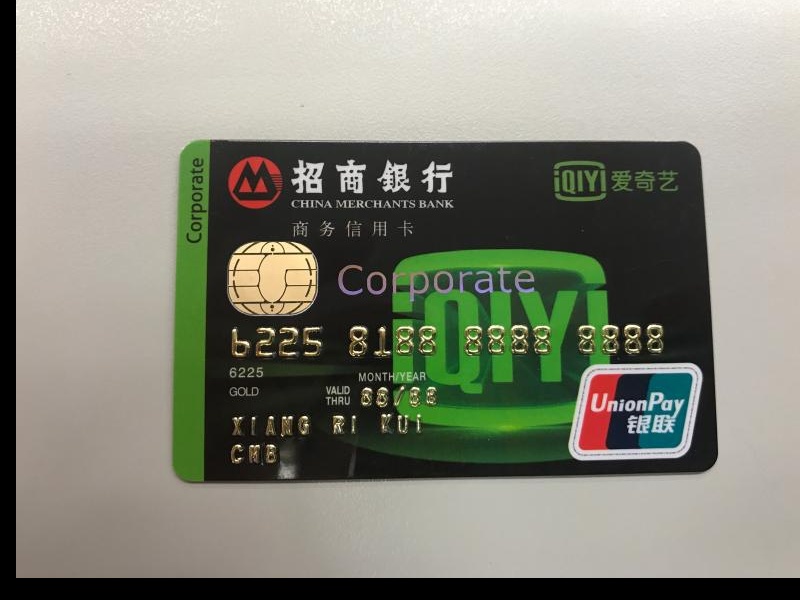 Corporate
招商銀行
CHINA MERCHANTS BANK
商务信用卡
iQIYI 爱奇艺
Corporate
iQIYI
6225 8188 8888 8888
6225
MONTH/YEAR
GOLD
VALID THRU 88/88
XIANG RI KUI
CMB
UnionPay
银联